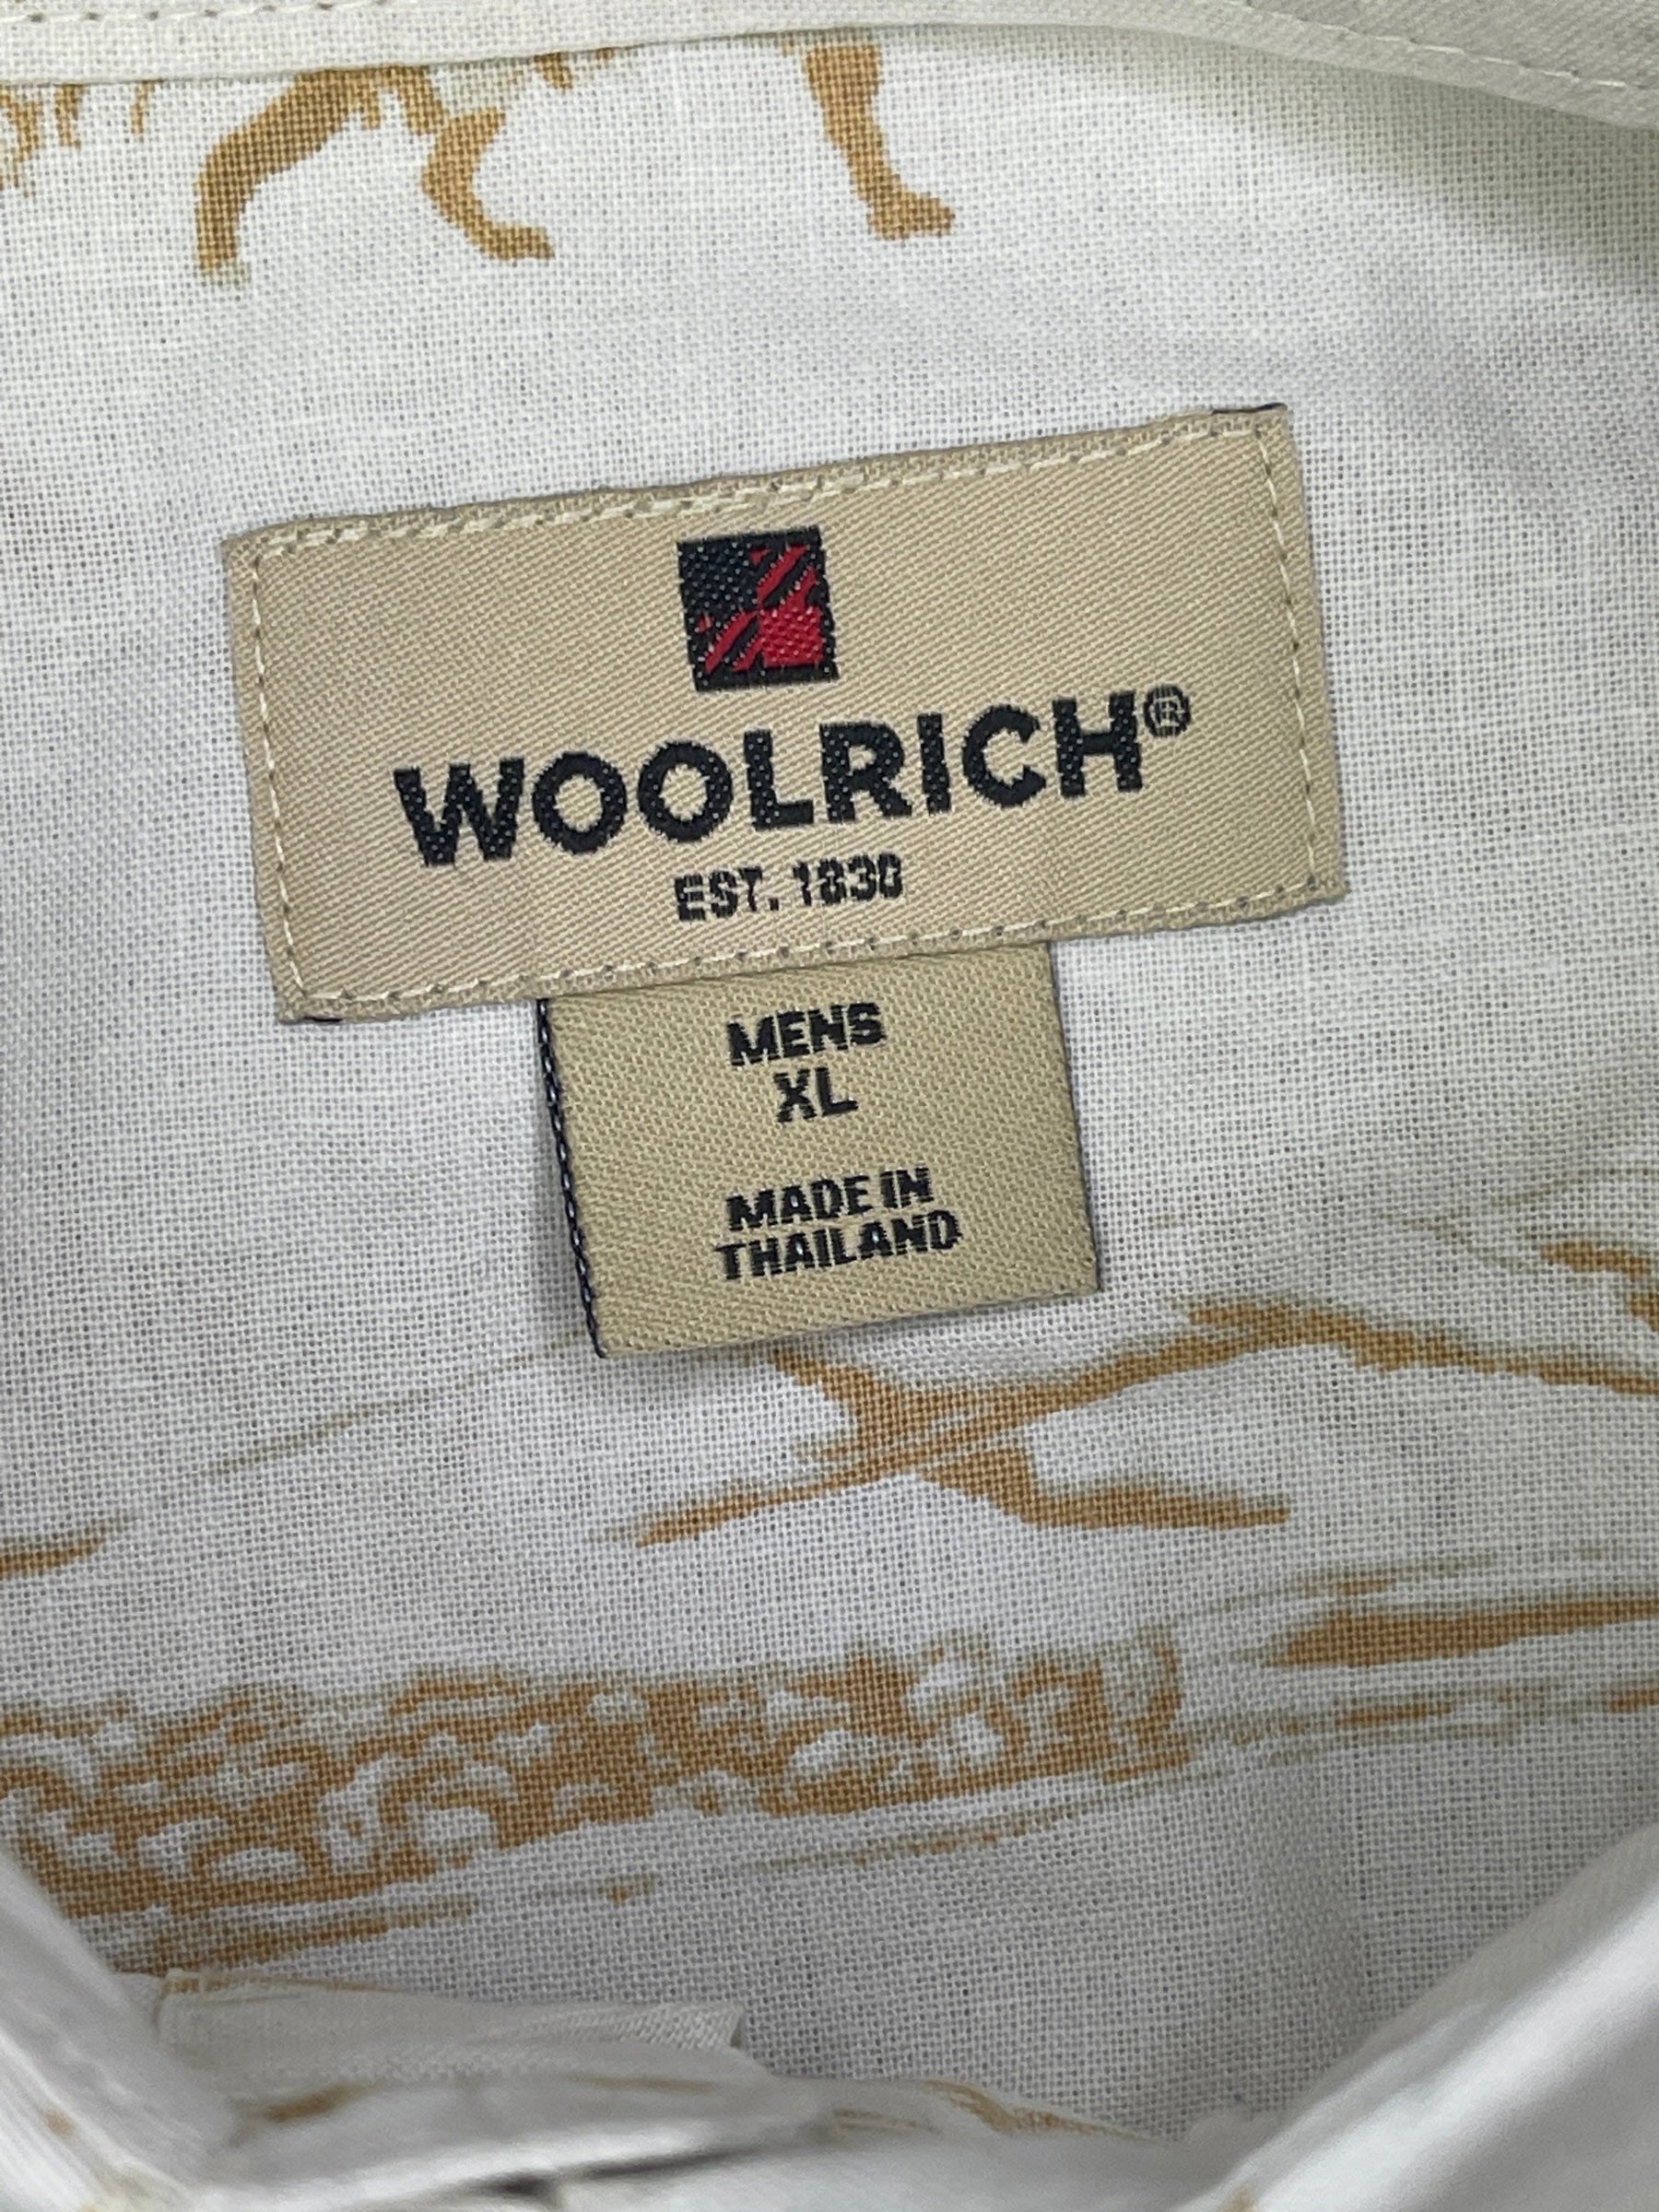 WOOLRICH®
EST. 1830
MENS
XL
MADE IN
THAILAND